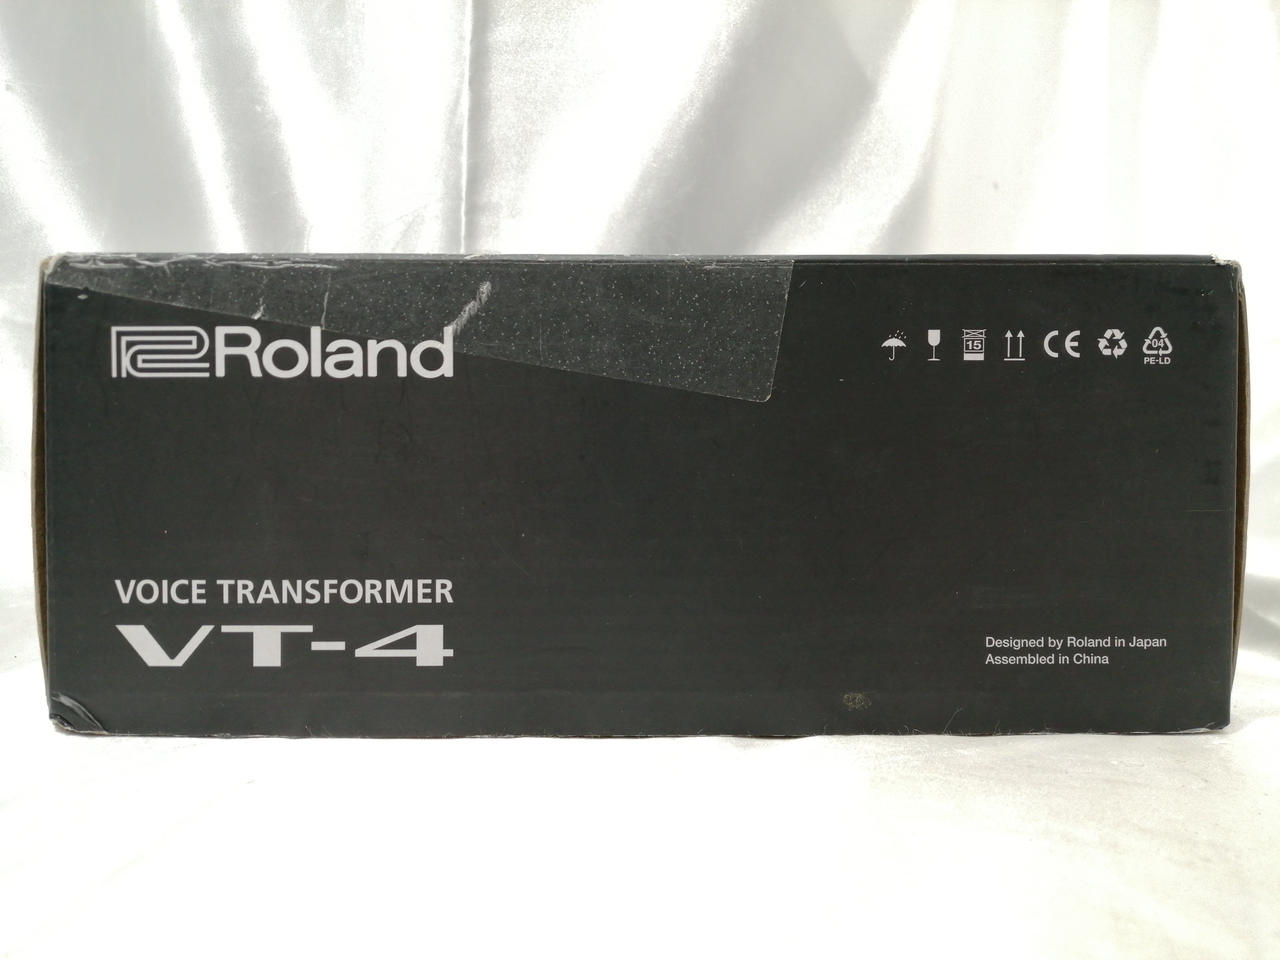 Roland
15
CE
04
PE-LD
VOICE TRANSFORMER
VT-4
Designed by Roland in Japan
Assembled in China